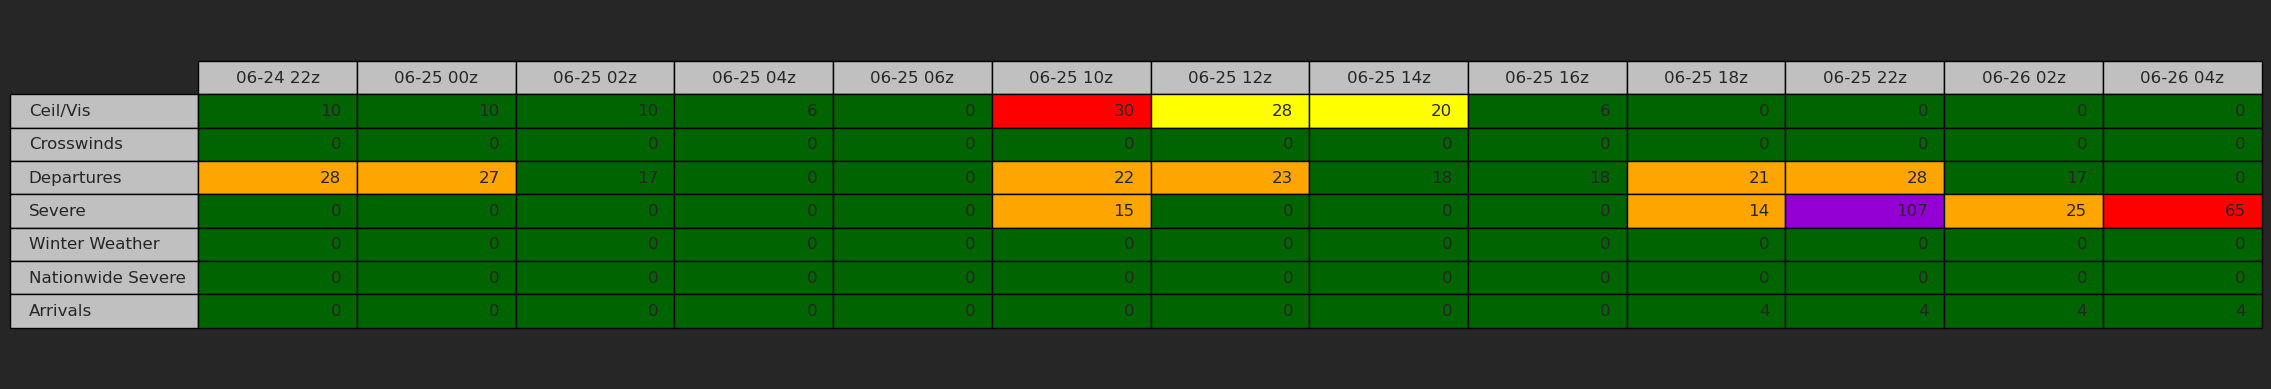 06-24 22z 06-25 00z 06-25 02z 06-25 04z 06-25 06z 06-25 10z 06-25 12z 06-25 14z 06-25 16z 06-25 18z 06-25 22z 06-26 02z 06-26 04z
Ceil/Vis 10 10 10 6 0 30 28 20 6 0 0 0 0
Crosswinds 0 0 0 0 0 0 0 0 0 0 0 0 0
Departures 28 27 17 0 0 22 23 18 18 21 28 17 0
Severe 0 0 0 0 0 15 0 0 0 14 107 25 65
Winter Weather 0 0 0 0 0 0 0 0 0 0 0 0 0
Nationwide Severe 0 0 0 0 0 0 0 0 0 0 0 0 0
Arrivals 0 0 0 0 0 0 0 0 0 4 4 4 4